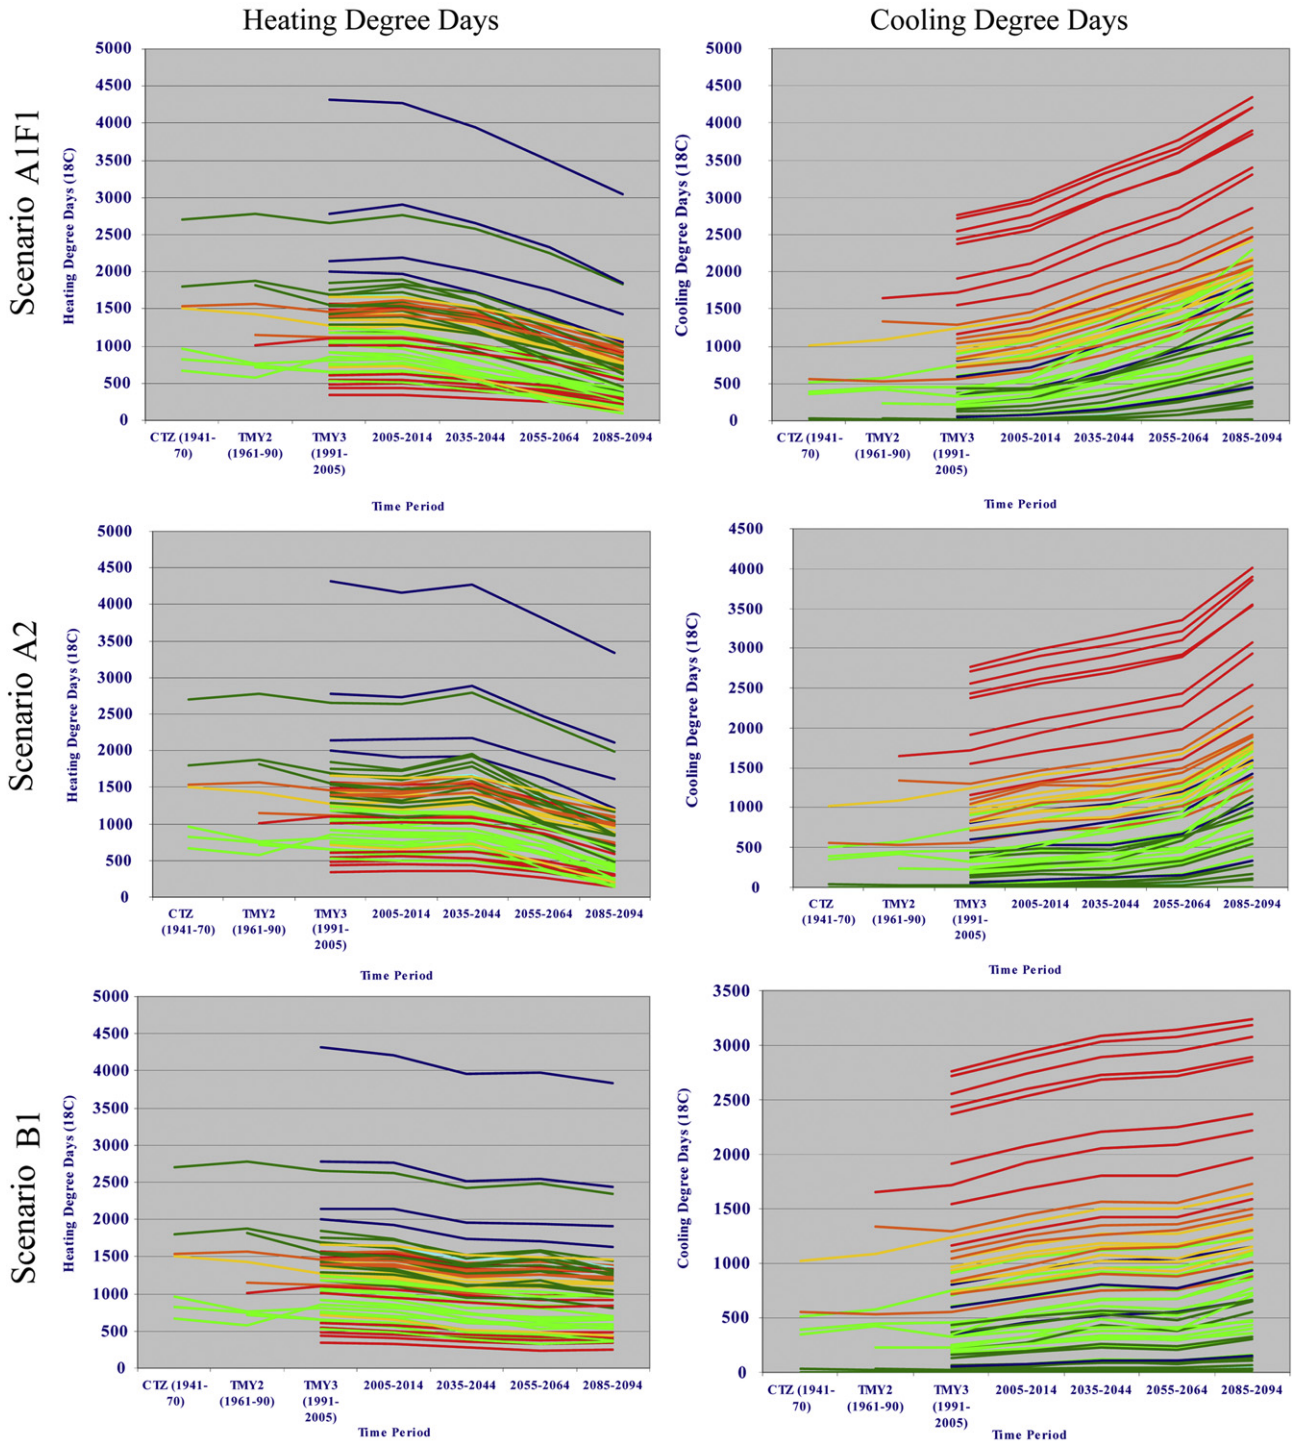 Heating Degree Days
Cooling Degree Days
Scenario A1F1
Heating Degree Days (18C)
5000
4500
4000
3500
3000
2500
2000
1500
1000
500
0
CTZ (1941-70)
TMY2 (1961-90)
TMY3 (1991-2005)
2005-2014
2035-2044
2055-2064
2085-2094
Time Period
Cooling Degree Days (18C)
5000
4500
4000
3500
3000
2500
2000
1500
1000
500
0
CTZ (1941-70)
TMY2 (1961-90)
TMY3 (1991-2005)
2005-2014
2035-2044
2055-2064
2085-2094
Time Period
Scenario A2
Heating Degree Days (18C)
5000
4500
4000
3500
3000
2500
2000
1500
1000
500
0
CTZ (1941-70)
TMY2 (1961-90)
TMY3 (1991-2005)
2005-2014
2035-2044
2055-2064
2085-2094
Time Period
Cooling Degree Days (18C)
4500
4000
3500
3000
2500
2000
1500
1000
500
0
CTZ (1941-70)
TMY2 (1961-90)
TMY3 (1991-2005)
2005-2014
2035-2044
2055-2064
2085-2094
Time Period
Scenario B1
Heating Degree Days (18C)
5000
4500
4000
3500
3000
2500
2000
1500
1000
500
0
CTZ (1941-70)
TMY2 (1961-90)
TMY3 (1991-2005)
2005-2014
2035-2044
2055-2064
2085-2094
Time Period
Cooling Degree Days (18C)
3500
3000
2500
2000
1500
1000
500
0
CTZ (1941-70)
TMY2 (1961-90)
TMY3 (1991-2005)
2005-2014
2035-2044
2055-2064
2085-2094
Time Period